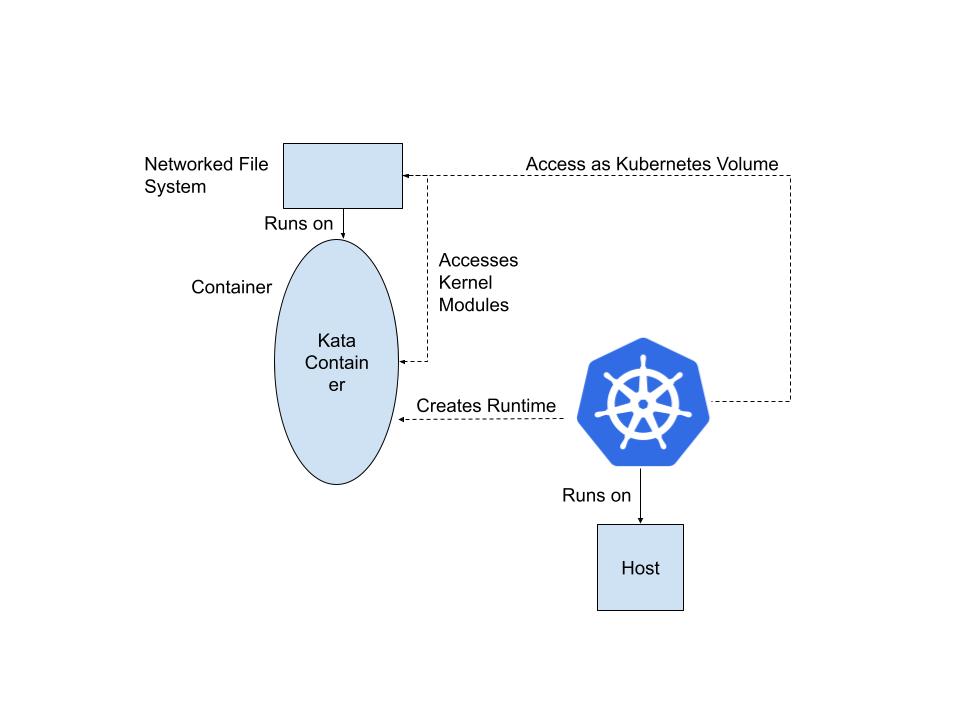 Networked File
System
Access as Kubernetes Volume
Runs on
Accesses
Kernel
Modules
Container
Kata
Contain
er
Creates Runtime
Runs on
Host